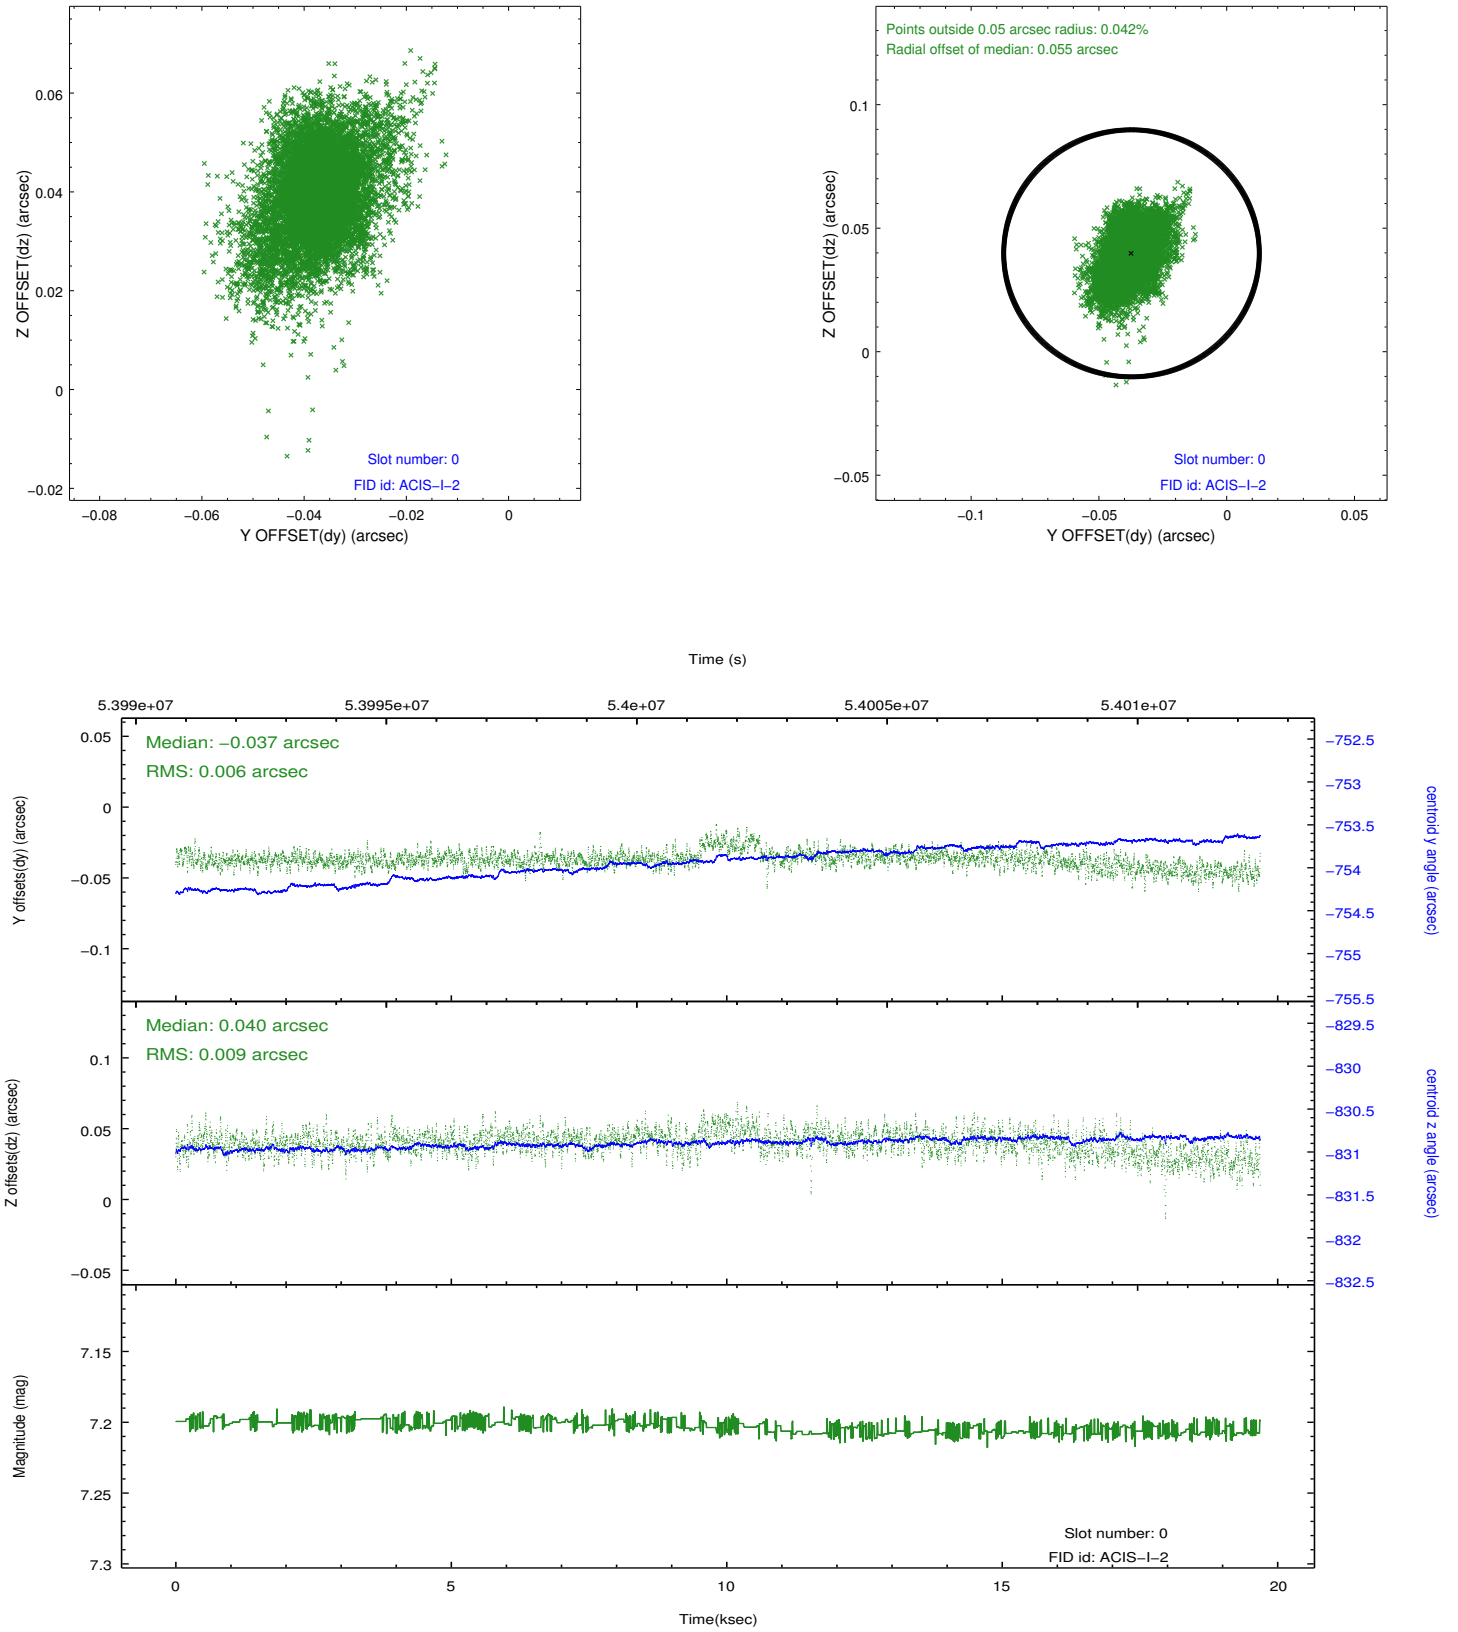 0.06
0.04
0.02
0
−0.02
Z OFFSET(dz) (arcsec)
Slot number: 0
FID id: ACIS−I−2
−0.08
−0.06
−0.04
−0.02
0
Y OFFSET(dy) (arcsec)
Points outside 0.05 arcsec radius: 0.042%
Radial offset of median: 0.055 arcsec
0.1
0.05
0
−0.05
Z OFFSET(dz) (arcsec)
Slot number: 0
FID id: ACIS−I−2
−0.1
−0.05
0
0.05
Y OFFSET(dy) (arcsec)
Time (s)
5.399e+07
5.3995e+07
5.4e+07
5.4005e+07
5.401e+07
Median: −0.037 arcsec
RMS: 0.006 arcsec
0.05
0
−0.05
−0.1
Y offsets(dy) (arcsec)
−752.5
−753
−753.5
−754
−754.5
−755
−755.5
centroid y angle (arcsec)
Median: 0.040 arcsec
RMS: 0.009 arcsec
0.1
0.05
0
−0.05
Z offsets(dz) (arcsec)
−829.5
−830
−830.5
−831
−831.5
−832
−832.5
centroid z angle (arcsec)
7.15
7.2
7.25
7.3
Magnitude (mag)
Slot number: 0
FID id: ACIS−I−2
0
5
10
15
20
Time(ksec)